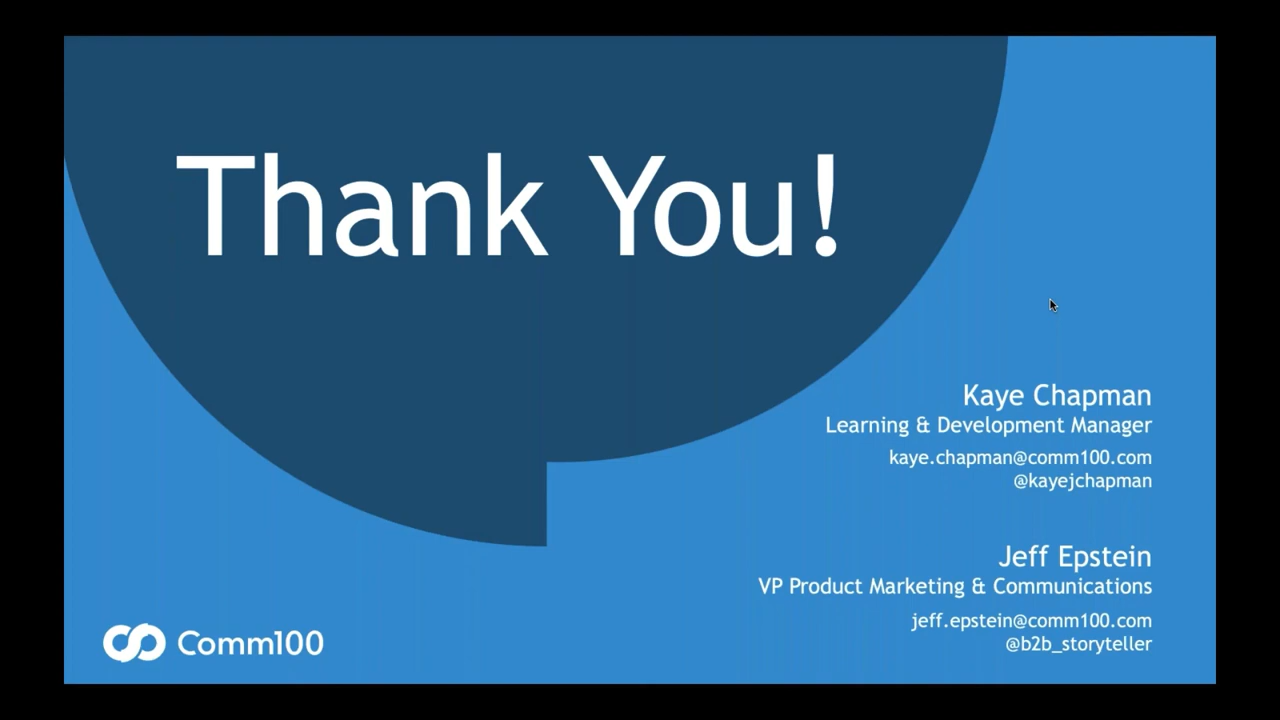 Thank You!
Kaye Chapman
Learning & Development Manager
kaye.chapman@comm100.com
@kayejchapman
Jeff Epstein
VP Product Marketing & Communications
jeff.epstein@comm100.com
@b2b_storyteller
Comm100